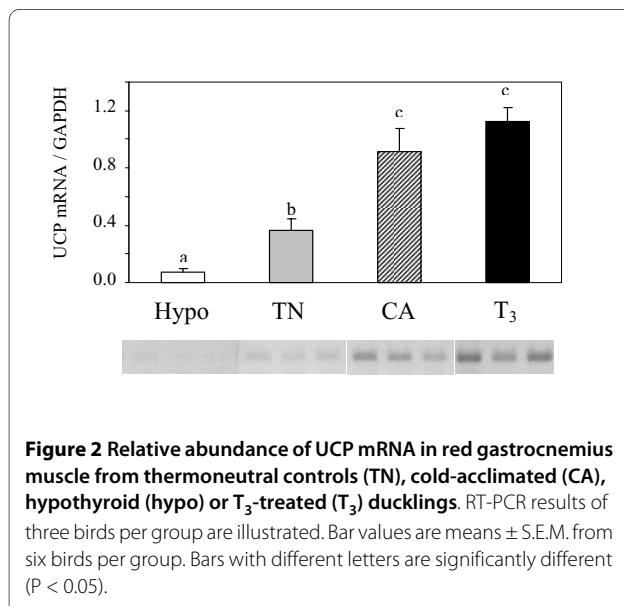 UCP mRNA / GAPDH
1.2
0.8
0.4
0.0
a
b
c
c
Hypo TN CA T₃
Figure 2 Relative abundance of UCP mRNA in red gastrocnemius
muscle from thermoneutral controls (TN), cold-acclimated (CA),
hypothyroid (hypo) or T₃-treated (T₃) ducklings. RT-PCR results of
three birds per group are illustrated. Bar values are means ± S.E.M. from
six birds per group. Bars with different letters are significantly different
(P < 0.05).